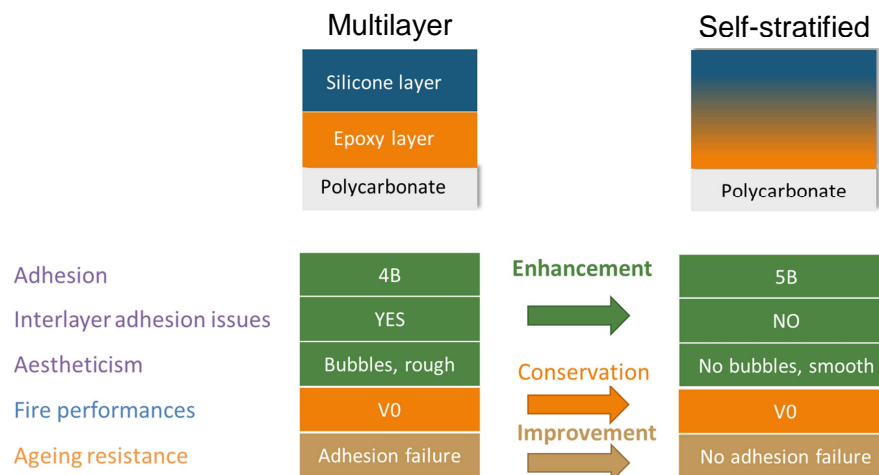 Multilayer Self-stratified
Silicone layer
Epoxy layer
Polycarbonate Polycarbonate
Adhesion 4B Enhancement 5B
Interlayer adhesion issues YES NO
Aestheticism Bubbles, rough Conservation No bubbles, smooth
Fire performances V0 V0
Ageing resistance Adhesion failure Improvement No adhesion failure